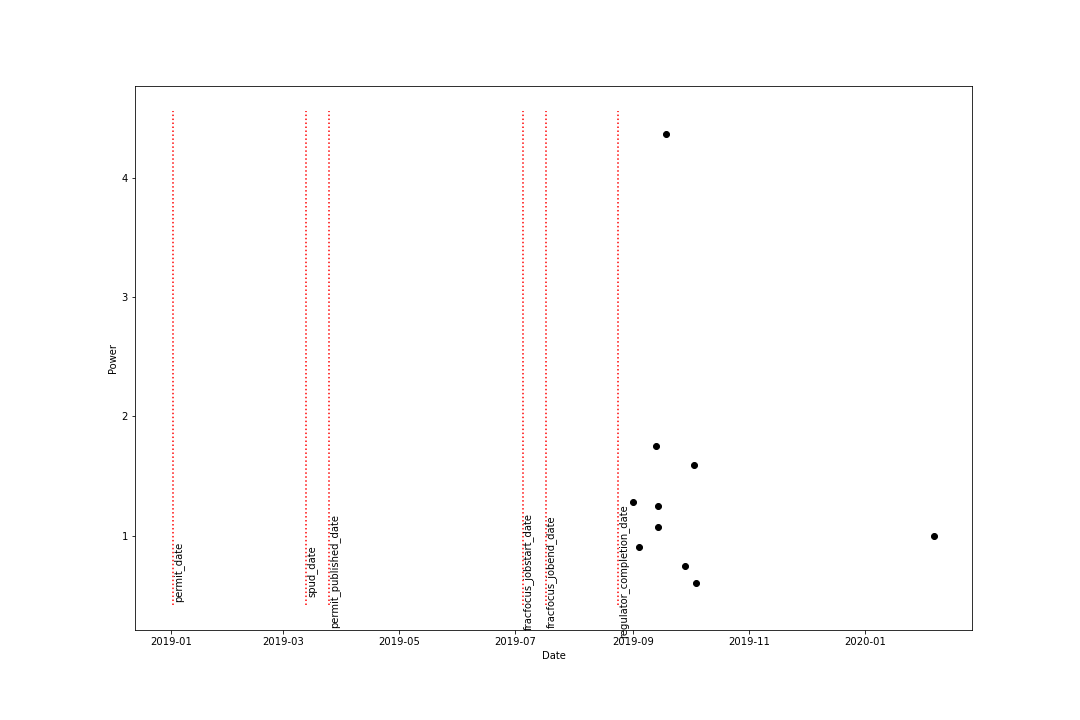 4
3
2
1
Power
permit_date
spud_date
permit_published_date
fracfocus_jobstart_date
fracfocus_jobend_date
regulator_completion_date
2019-01
2019-03
2019-05
2019-07
2019-09
2019-11
2020-01
Date